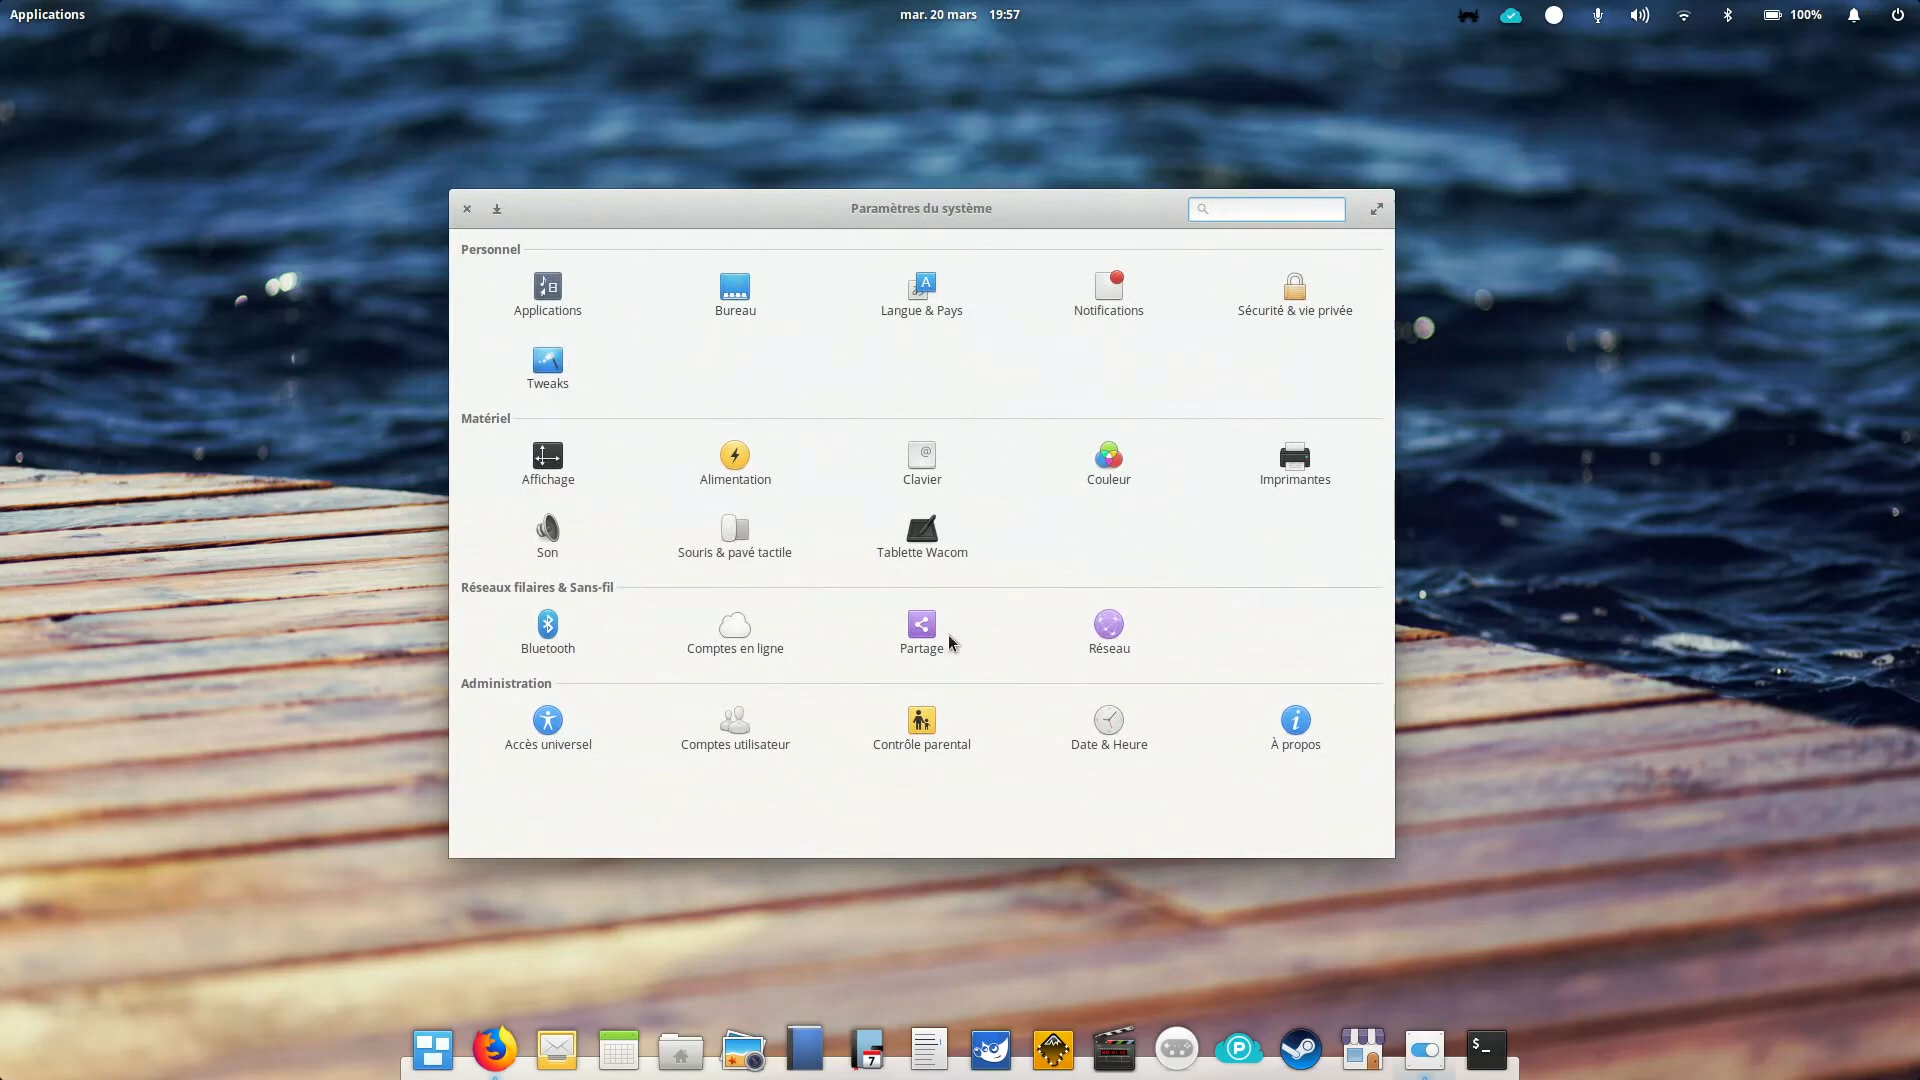 Applications
mar. 20 mars 19:57
100%
Paramètres du système
Personnel
Applications
Bureau
Langue & Pays
Notifications
Sécurité & vie privée
Tweaks
Matériel
Affichage
Alimentation
Clavier
Couleur
Imprimantes
Son
Souris & pavé tactile
Tablette Wacom
Réseaux filaires & Sans-fil
Bluetooth
Comptes en ligne
Partage
Réseau
Administration
Accès universel
Comptes utilisateur
Contrôle parental
Date & Heure
À propos
7
$_